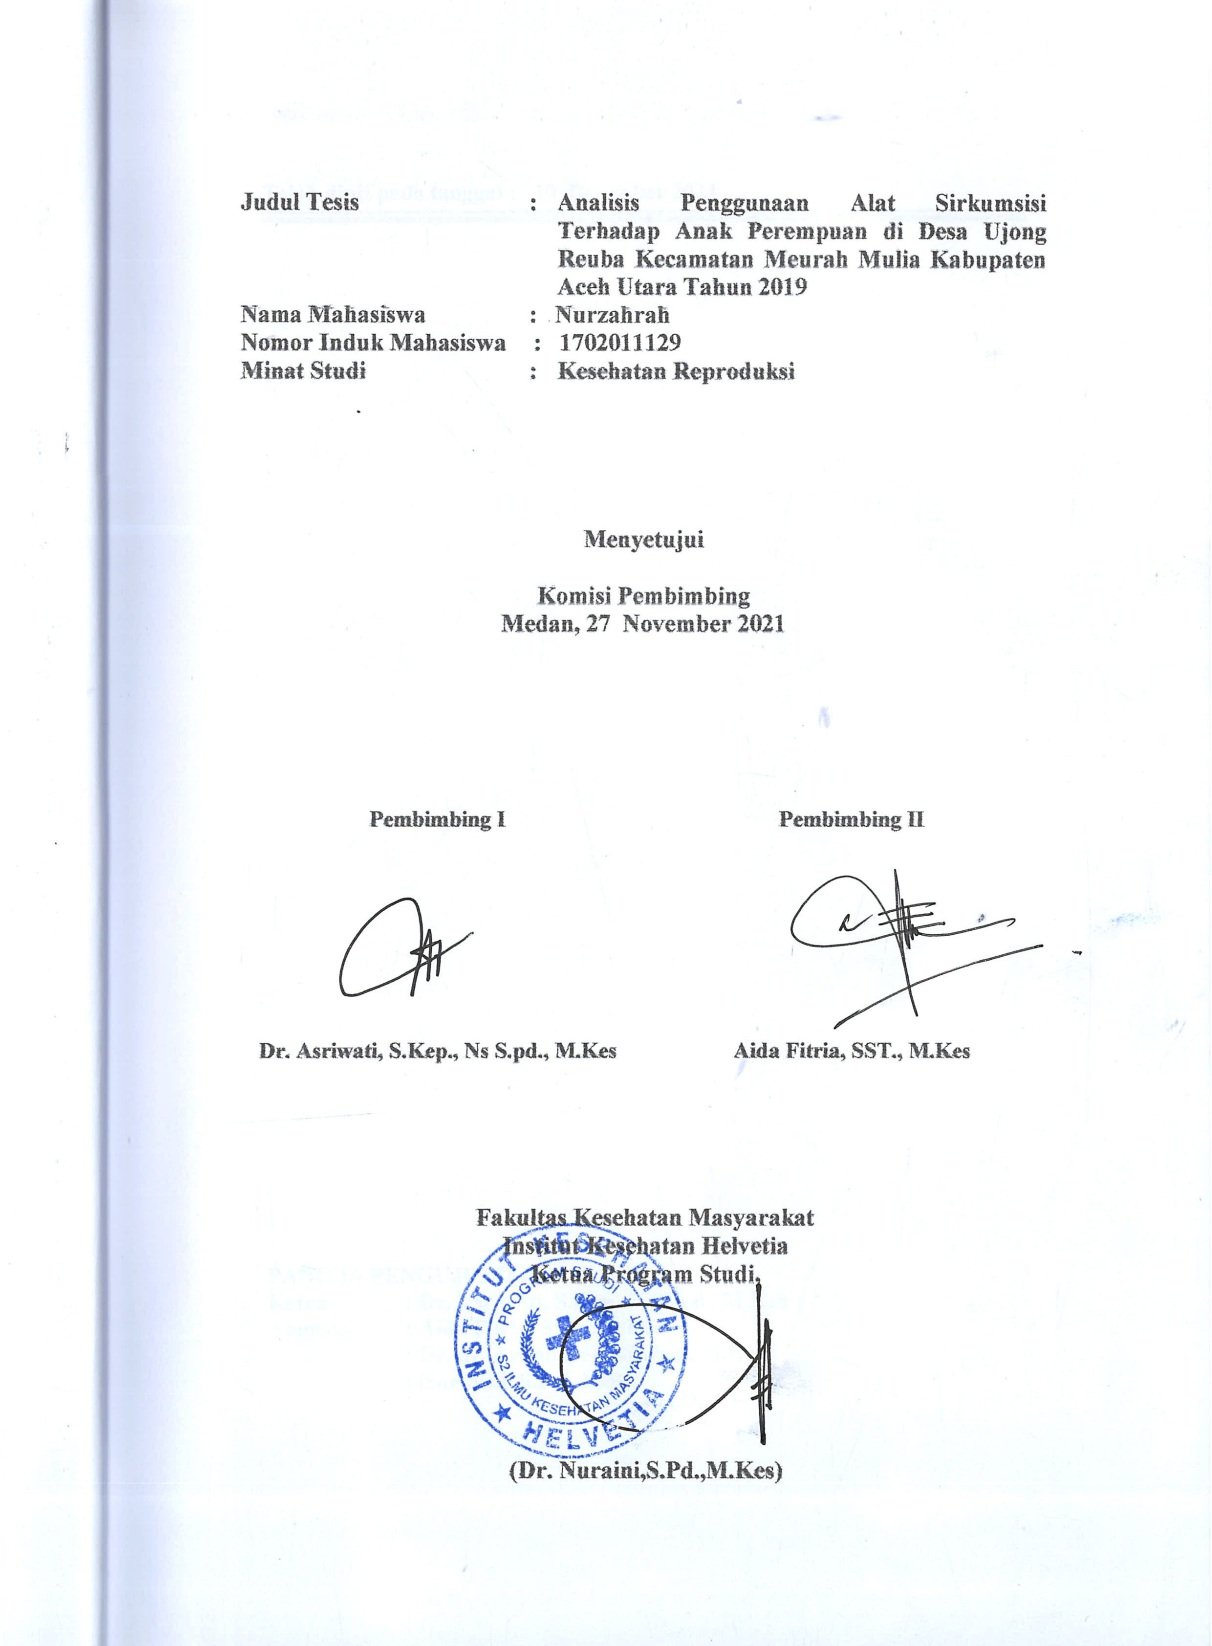 Judul Tesis : Analisis Penggunaan Alat Sirkumsisi
Terhadap Anak Perempuan di Desa Ujong
Reuba Kecamatan Meurah Mulia Kabupaten
Aceh Utara Tahun 2019
Nama Mahasiswa : Nurzahrah
Nomor Induk Mahasiswa : 1702011129
Minat Studi : Kesehatan Reproduksi
Menyetujui
Komisi Pembimbing
Medan, 27 November 2021
Pembimbing I Pembimbing II
Dr. Asriwati, S.Kep., Ns S.pd., M.Kes Aida Fitria, SST., M.Kes
Fakultas Kesehatan Masyarakat
Institut Kesehatan Helvetia
Ketua Program Studi,
INSTITUT KESEHATAN
HELVETIA
PROGRAM STUDI
S2 ILMU KESEHATAN MASYARAKAT
(Dr. Nuraini,S.Pd.,M.Kes)